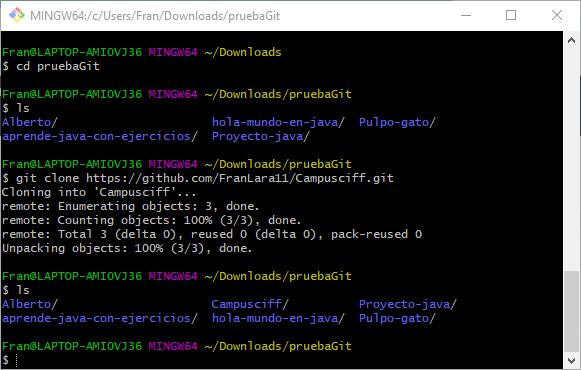 MINGW64:/c/Users/Fran/Downloads/pruebaGit
Fran@LAPTOP-AMIOVJ36 MINGW64 ~/Downloads
$ cd pruebaGit
Fran@LAPTOP-AMIOVJ36 MINGW64 ~/Downloads/pruebaGit
$ ls
Alberto/ hola-mundo-en-java/ Pulpo-gato/
aprende-java-con-ejercicios/ Proyecto-java/
Fran@LAPTOP-AMIOVJ36 MINGW64 ~/Downloads/pruebaGit
$ git clone https://github.com/FranLara11/Campusciff.git
Cloning into 'Campusciff'...
remote: Enumerating objects: 3, done.
remote: Counting objects: 100% (3/3), done.
remote: Total 3 (delta 0), reused 0 (delta 0), pack-reused 0
Unpacking objects: 100% (3/3), done.
Fran@LAPTOP-AMIOVJ36 MINGW64 ~/Downloads/pruebaGit
$ ls
Alberto/ Campusciff/ Proyecto-java/
aprende-java-con-ejercicios/ hola-mundo-en-java/ Pulpo-gato/
Fran@LAPTOP-AMIOVJ36 MINGW64 ~/Downloads/pruebaGit
$